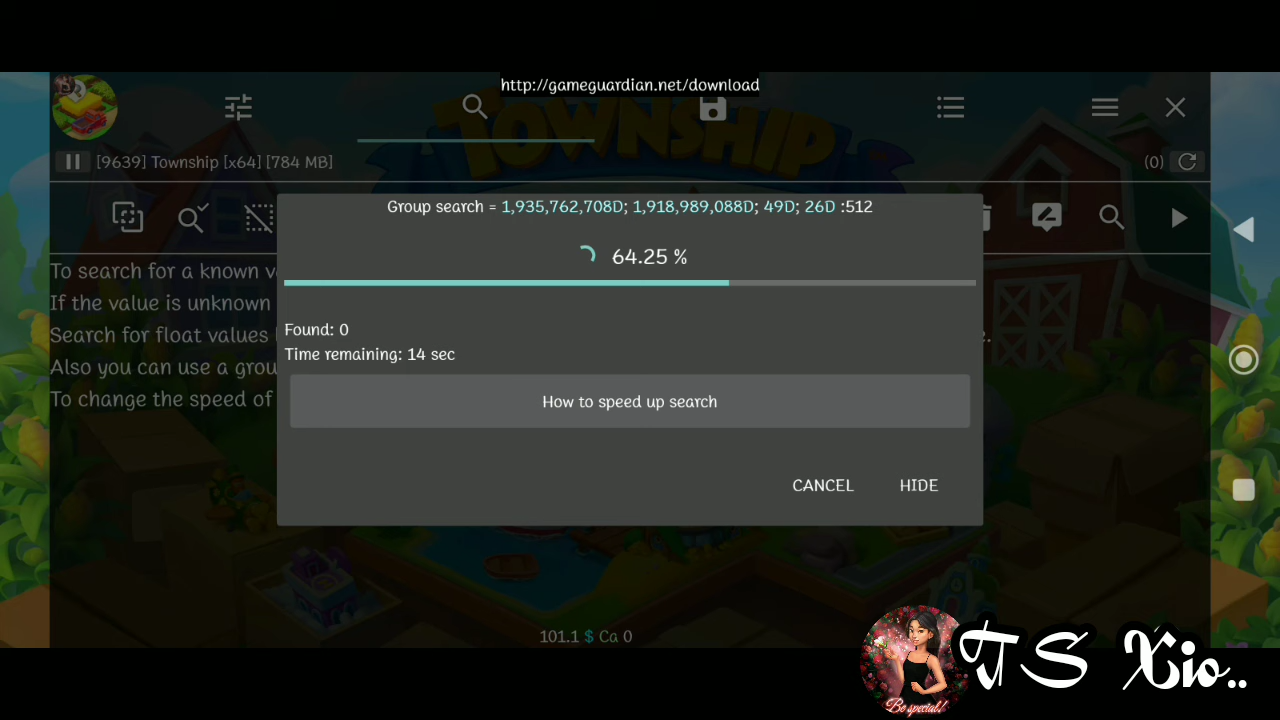 http://gameguardian.net/download
TOWNSHIP
[9639] Township [x64] [784 MB]
(0)
Group search = 1,935,762,708D; 1,918,989,088D; 49D; 26D :512
64.25 %
To search for a known v
If the value is unknown
Search for float values
e.
Also you can use a grou
To change the speed of
Found: 0
Time remaining: 14 sec
How to speed up search
CANCEL HIDE
101.1 $ Ca 0
TS Xio..
Be special!